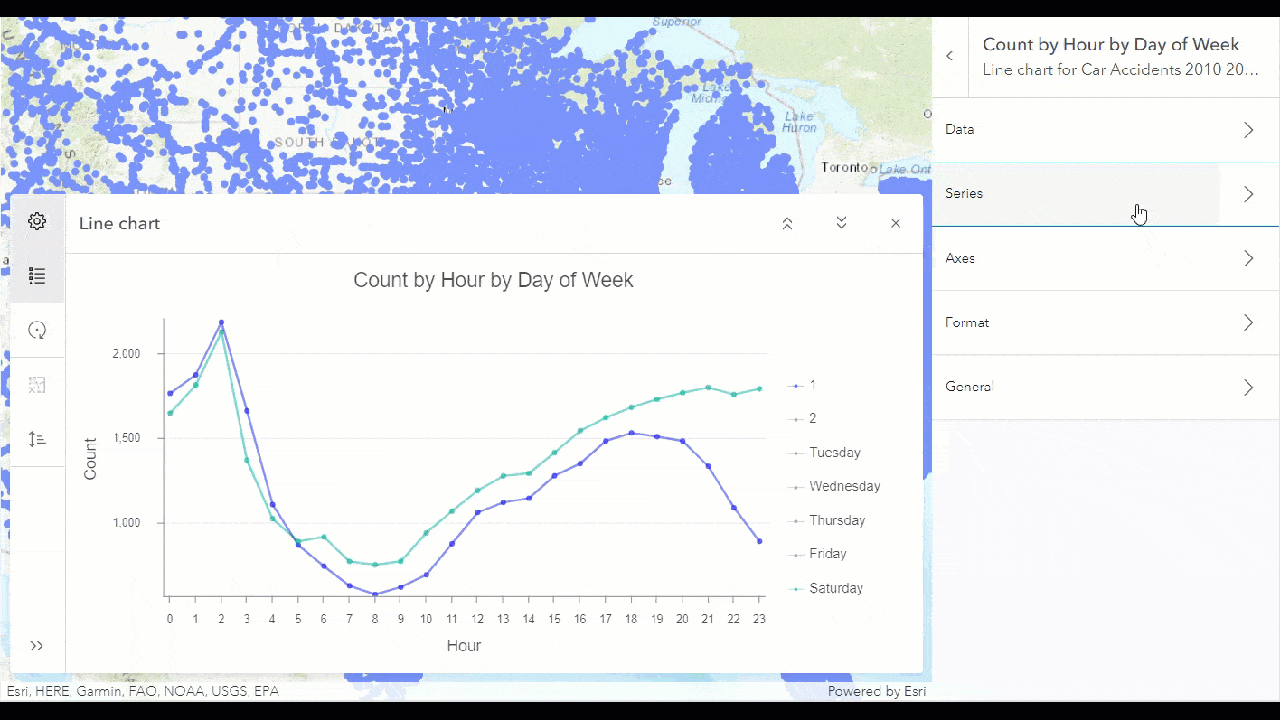 Superior
NORTH DAKOTA
Lake
Mich
Lake
Huron
SOUTH DAKOT
Toronto
Lake Ont
Count by Hour by Day of Week
Line chart for Car Accidents 2010 20...
Data
Series
Axes
Format
General
Line chart
Count by Hour by Day of Week
2,000
1,500
1,000
Count
0 1 2 3 4 5 6 7 8 9 10 11 12 13 14 15 16 17 18 19 20 21 22 23
Hour
1
2
Tuesday
Wednesday
Thursday
Friday
Saturday
Esri, HERE, Garmin, FAO, NOAA, USGS, EPA
Powered by Esri